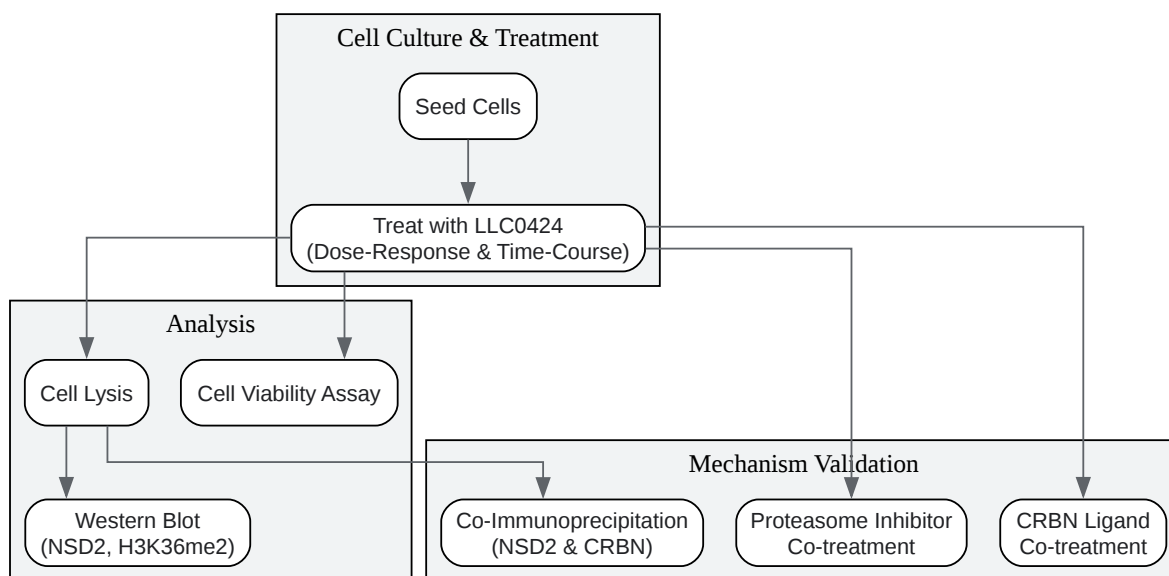 Cell Culture & Treatment
Seed Cells
Treat with LLC0424
(Dose-Response & Time-Course)
Analysis
Cell Lysis
Cell Viability Assay
Western Blot
(NSD2, H3K36me2)
Mechanism Validation
Co-Immunoprecipitation
(NSD2 & CRBN)
Proteasome Inhibitor
Co-treatment
CRBN Ligand
Co-treatment